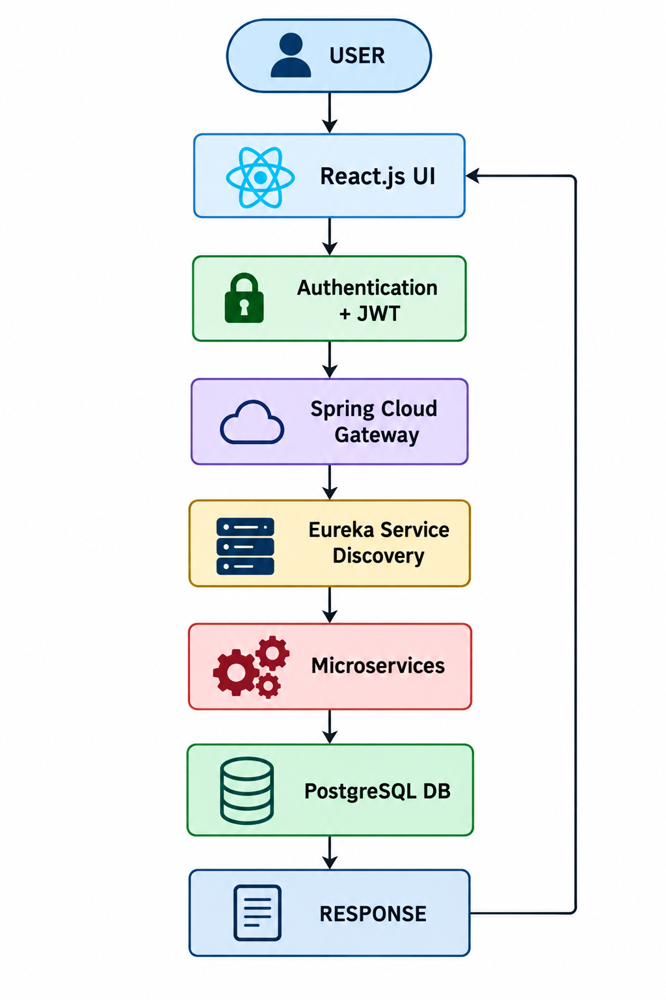 USER
React.js UI
Authentication
+ JWT
Spring Cloud
Gateway
Eureka Service
Discovery
Microservices
PostgreSQL DB
RESPONSE